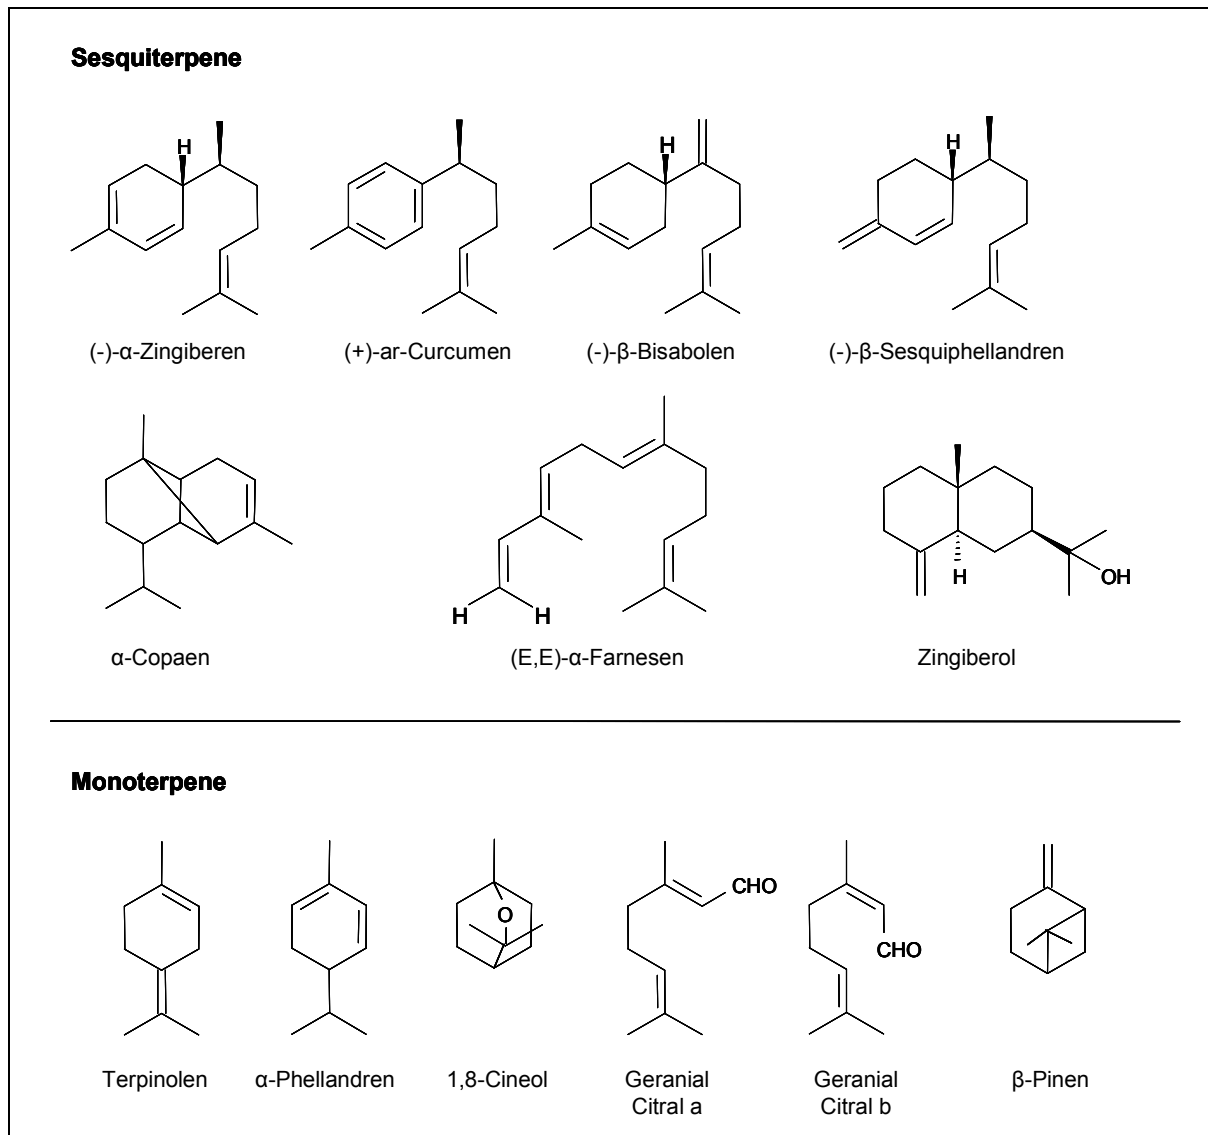 Sesquiterpene
H
H
H
(-)-α-Zingiberen
(+)-ar-Curcumen
(-)-β-Bisabolen
(-)-β-Sesquiphellandren
H
H
H
OH
α-Copaen
(E,E)-α-Farnesen
Zingiberol
Monoterpene
O
CHO
CHO
Terpinolen
α-Phellandren
1,8-Cineol
Geranial
Citral a
Geranial
Citral b
β-Pinen